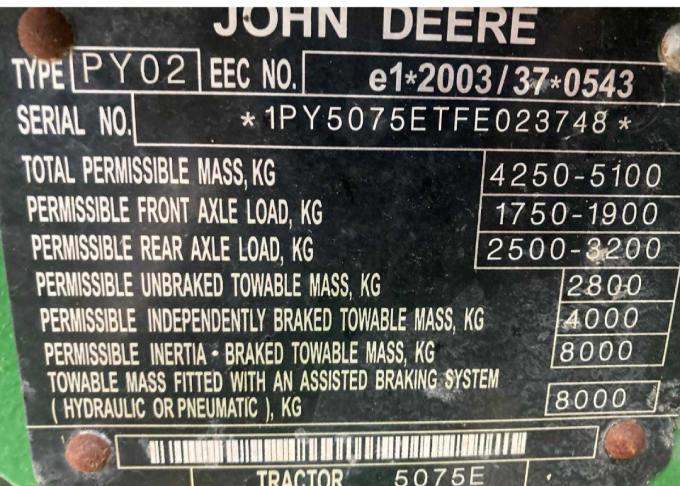 JOHN DEERE
TYPE PY02 EEC NO. e1*2003/37*0543
SERIAL NO. *1PY5075ETFE023748*
TOTAL PERMISSIBLE MASS, KG 4250-5100
PERMISSIBLE FRONT AXLE LOAD, KG 1750-1900
PERMISSIBLE REAR AXLE LOAD, KG 2500-3200
PERMISSIBLE UNBRAKED TOWABLE MASS, KG 2800
PERMISSIBLE INDEPENDENTLY BRAKED TOWABLE MASS, KG 4000
PERMISSIBLE INERTIA • BRAKED TOWABLE MASS, KG 8000
TOWABLE MASS FITTED WITH AN ASSISTED BRAKING SYSTEM
( HYDRAULIC OR PNEUMATIC ), KG 8000
TRACTOR 5075E